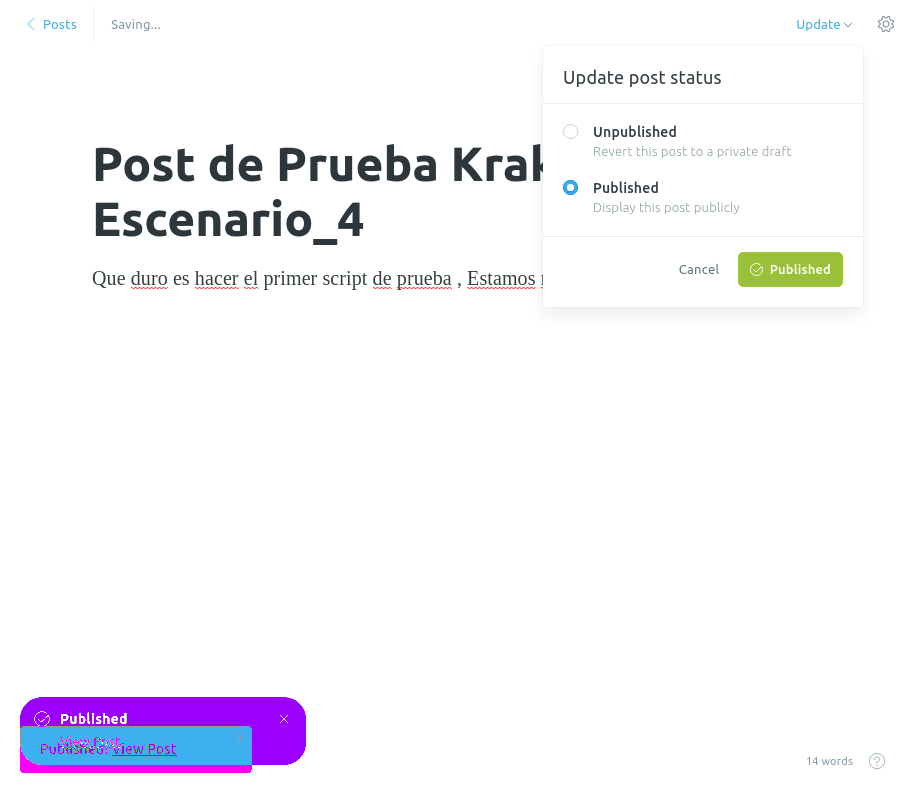 Posts
Saving...
Update
Update post status
Unpublished
Revert this post to a private draft
Published
Display this post publicly
Cancel
Published
Post de Prueba
Escenario_4
Que duro es hacer el primer script de prueba , Estamos
Published
View Post
Published! View Post
14 words